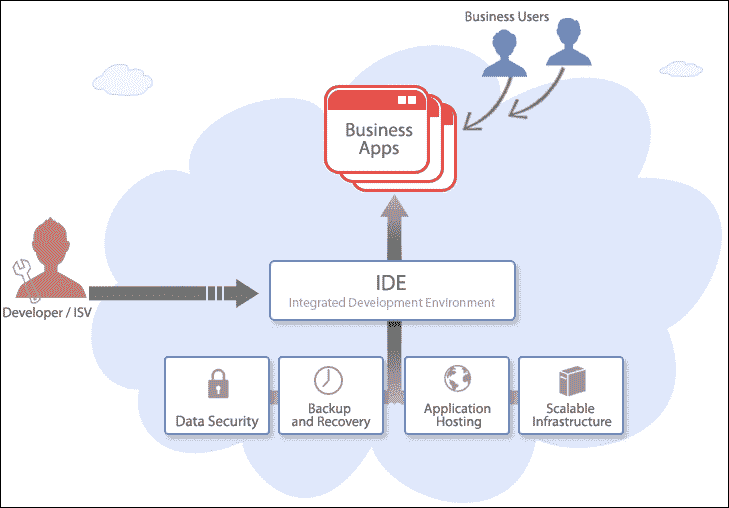 Business Users
Business
Apps
IDE
Integrated Development Environment
Developer / ISV
Data Security
Backup
and Recovery
Application
Hosting
Scalable
Infrastructure